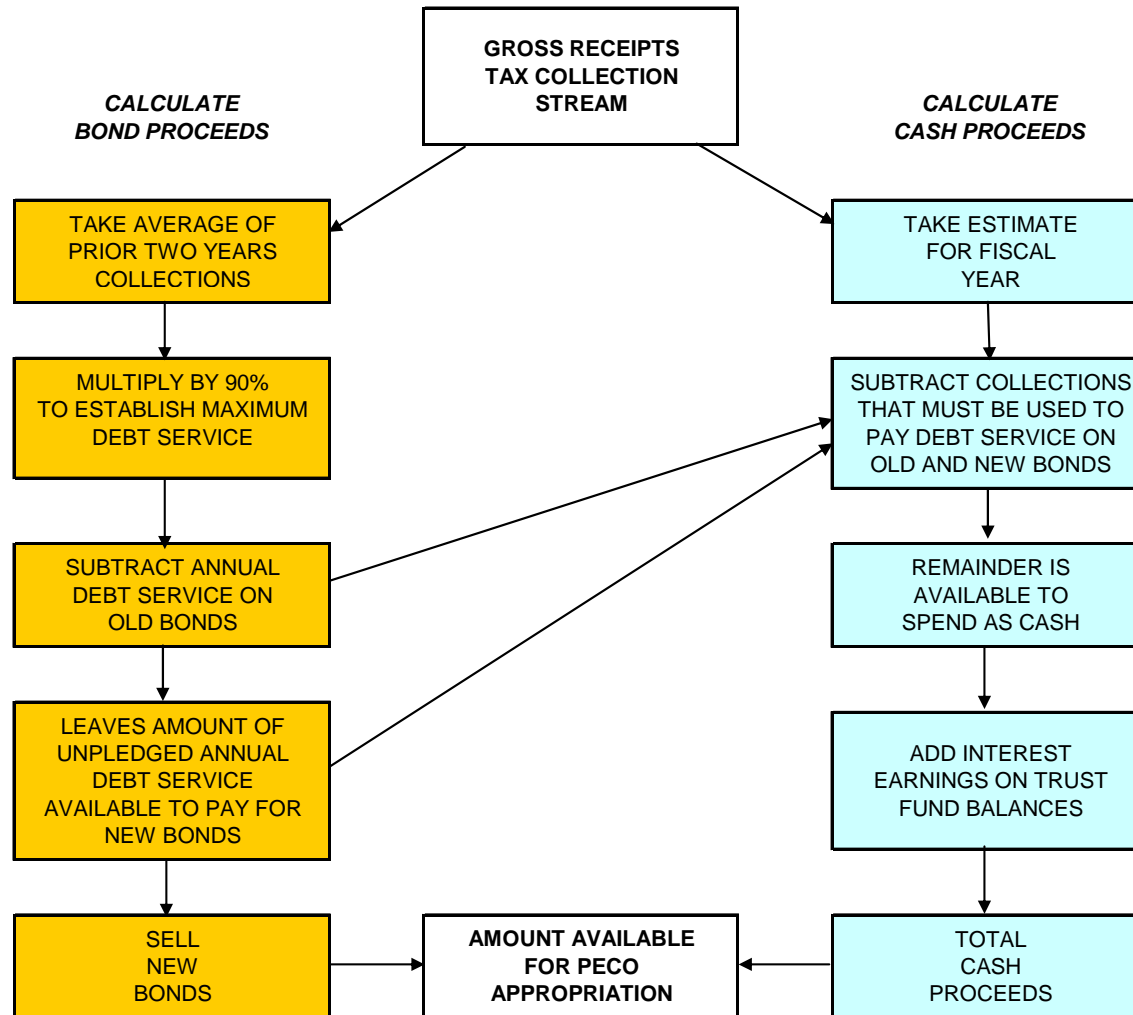 GROSS RECEIPTS
TAX COLLECTION
STREAM
CALCULATE
BOND PROCEEDS
CALCULATE
CASH PROCEEDS
TAKE AVERAGE OF
PRIOR TWO YEARS
COLLECTIONS
TAKE ESTIMATE
FOR FISCAL
YEAR
MULTIPLY BY 90%
TO ESTABLISH MAXIMUM
DEBT SERVICE
SUBTRACT COLLECTIONS
THAT MUST BE USED TO
PAY DEBT SERVICE ON
OLD AND NEW BONDS
SUBTRACT ANNUAL
DEBT SERVICE ON
OLD BONDS
REMAINDER IS
AVAILABLE TO
SPEND AS CASH
LEAVES AMOUNT OF
UNPLEDGED ANNUAL
DEBT SERVICE
AVAILABLE TO PAY FOR
NEW BONDS
ADD INTEREST
EARNINGS ON TRUST
FUND BALANCES
SELL
NEW
BONDS
AMOUNT AVAILABLE
FOR PECO
APPROPRIATION
TOTAL
CASH
PROCEEDS